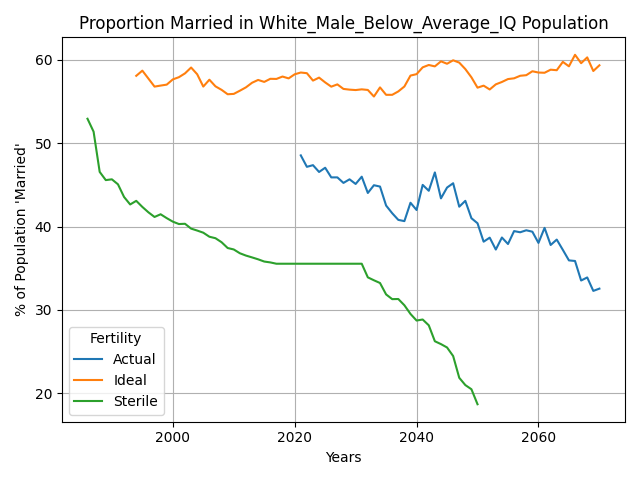 Proportion Married in White_Male_Below_Average_IQ Population
% of Population 'Married'
60
50
40
30
20
Fertility
Actual
Ideal
Sterile
2000 2020 2040 2060
Years